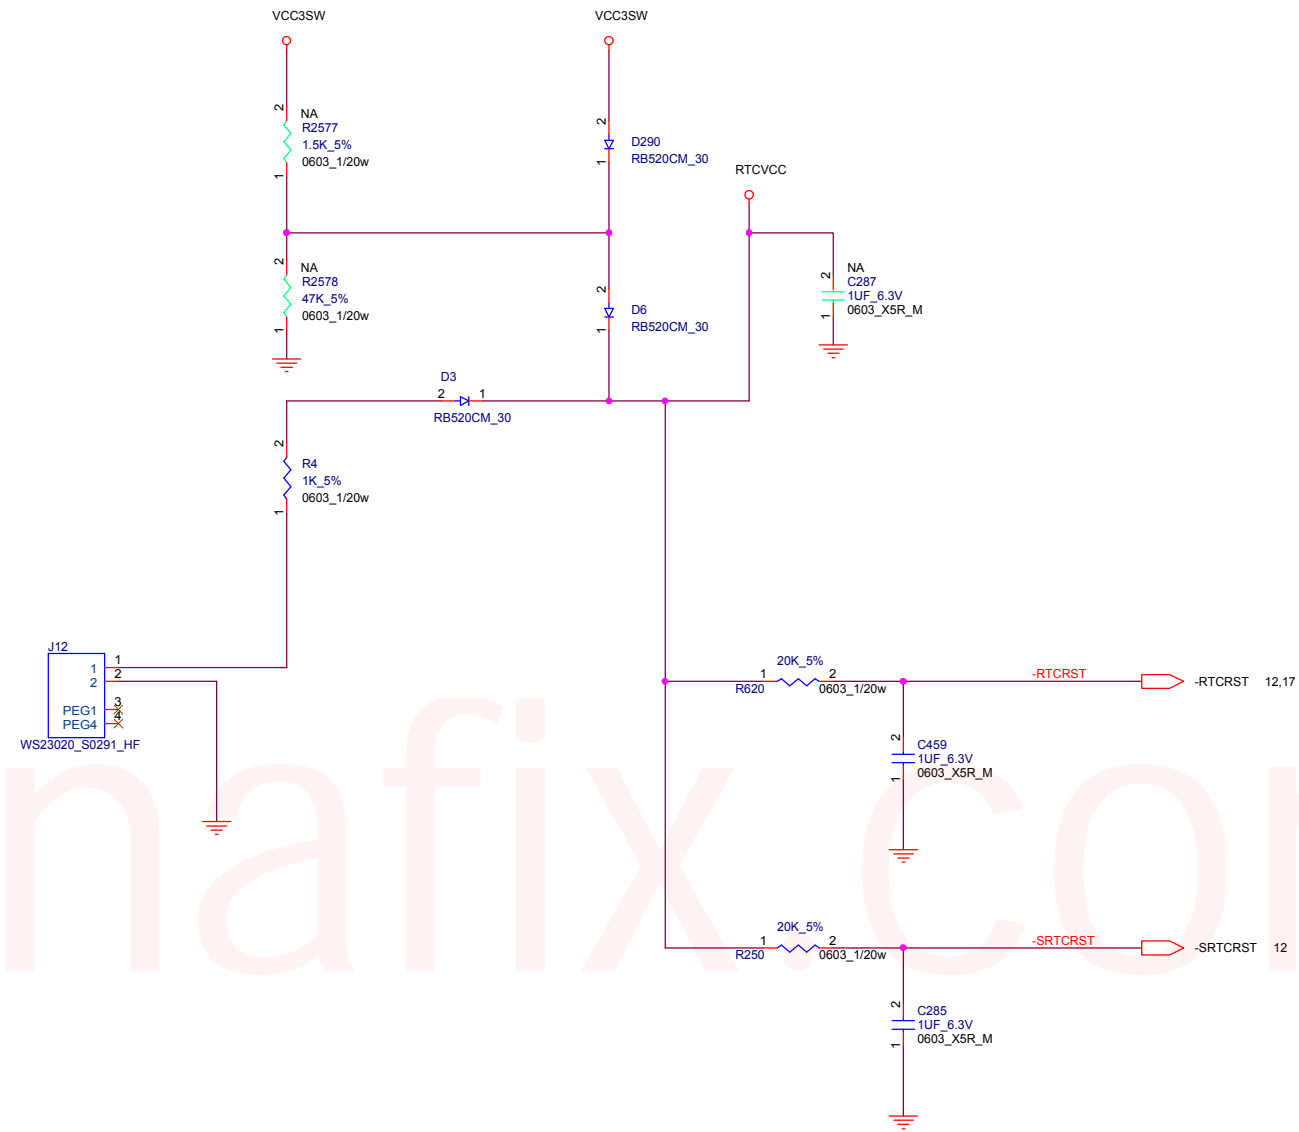 VCC3SW
VCC3SW
2
NA
R2577
1.5K_5%
0603_1/20w
1
2
D290
RB520CM_30
1
RTCVCC
2
NA
R2578
47K_5%
0603_1/20w
1
2
D6
RB520CM_30
1
2
NA
C287
1UF_6.3V
0603_X5R_M
1
D3
2
1
RB520CM_30
2
R4
1K_5%
0603_1/20w
1
J12
1 1
2 2
PEG1 3
PEG4 4
WS23020_S0291_HF
20K_5%
1
2
R620
0603_1/20w
-RTCRST
-RTCRST 12,17
2
C459
1UF_6.3V
0603_X5R_M
1
nafix.co
20K_5%
1
2
R250
0603_1/20w
-SRTCRST
-SRTCRST 12
2
C285
1UF_6.3V
0603_X5R_M
1